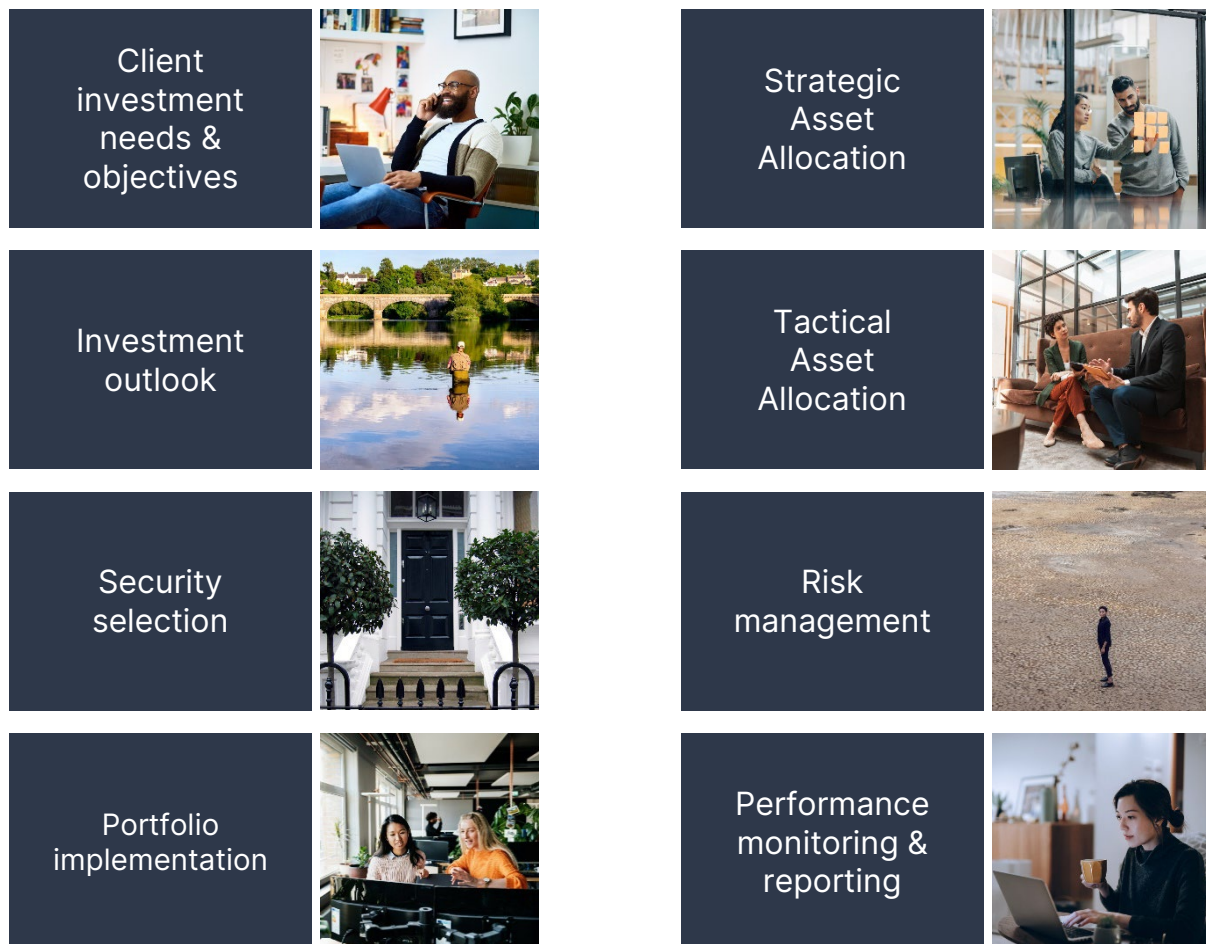 Client
investment
needs &
objectives
Strategic
Asset
Allocation
Investment
outlook
Tactical
Asset
Allocation
Security
selection
Risk
management
Portfolio
implementation
Performance
monitoring &
reporting